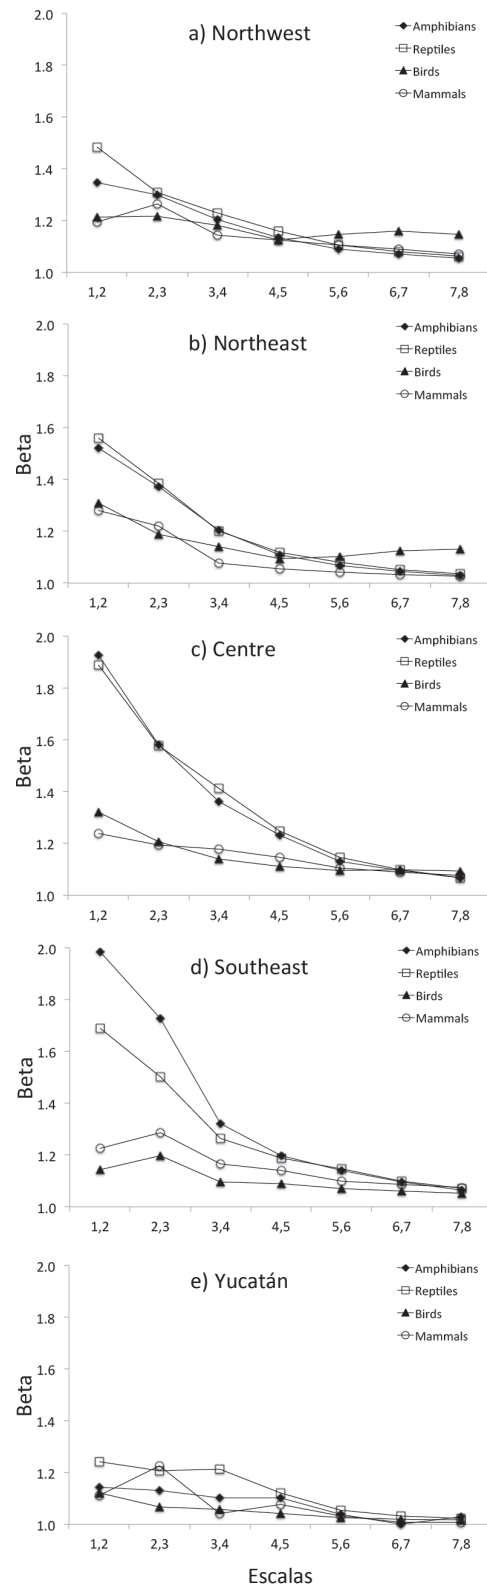 a) Northwest
Amphibians
Reptiles
Birds
Mammals
2.0
1.8
1.6
1.4
1.2
1.0
1,2 2,3 3,4 4,5 5,6 6,7 7,8
b) Northeast
Amphibians
Reptiles
Birds
Mammals
Beta
2.0
1.8
1.6
1.4
1.2
1.0
1,2 2,3 3,4 4,5 5,6 6,7 7,8
c) Centre
Amphibians
Reptiles
Birds
Mammals
Beta
2.0
1.8
1.6
1.4
1.2
1.0
1,2 2,3 3,4 4,5 5,6 6,7 7,8
d) Southeast
Amphibians
Reptiles
Birds
Mammals
Beta
2.0
1.8
1.6
1.4
1.2
1.0
1,2 2,3 3,4 4,5 5,6 6,7 7,8
e) Yucatán
Amphibians
Reptiles
Birds
Mammals
2.0
1.8
1.6
1.4
1.2
1.0
1,2 2,3 3,4 4,5 5,6 6,7 7,8
Escalas